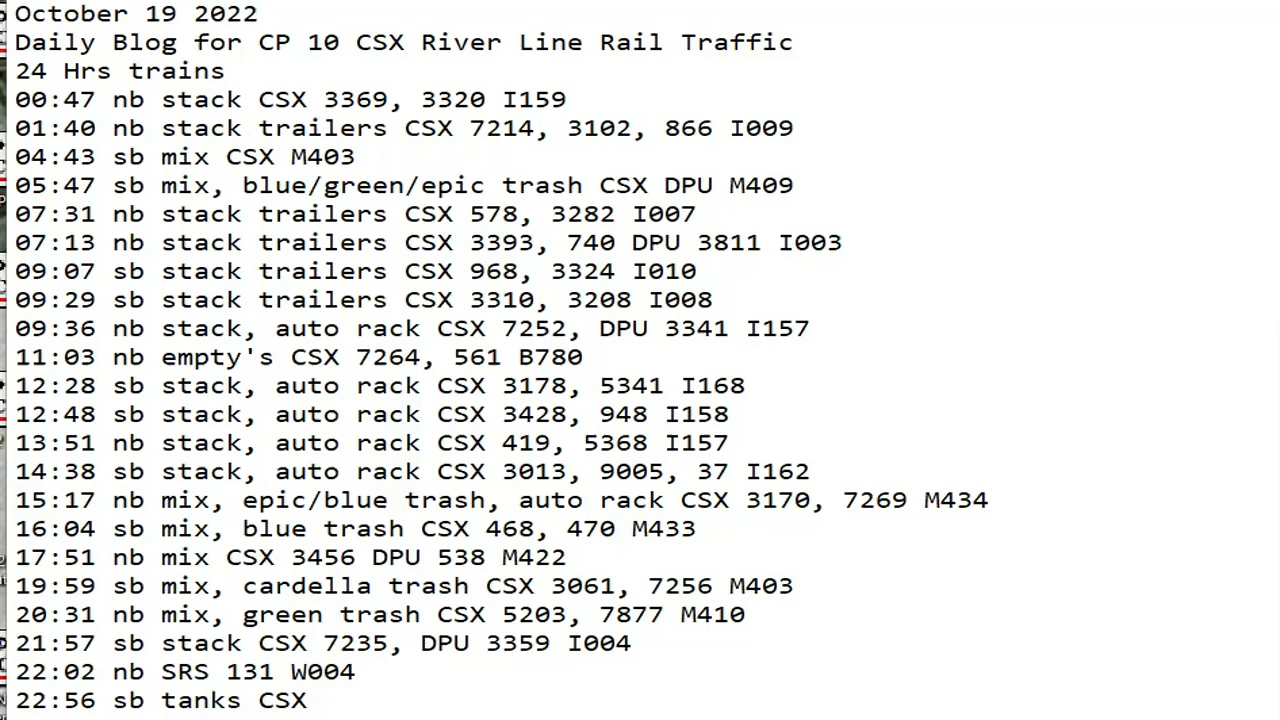 October 19 2022
Daily Blog for CP 10 CSX River Line Rail Traffic
24 Hrs trains
00:47 nb stack CSX 3369, 3320 I159
01:40 nb stack trailers CSX 7214, 3102, 866 I009
04:43 sb mix CSX M403
05:47 sb mix, blue/green/epic trash CSX DPU M409
07:31 nb stack trailers CSX 578, 3282 I007
07:13 nb stack trailers CSX 3393, 740 DPU 3811 I003
09:07 sb stack trailers CSX 968, 3324 I010
09:29 sb stack trailers CSX 3310, 3208 I008
09:36 nb stack, auto rack CSX 7252, DPU 3341 I157
11:03 nb empty's CSX 7264, 561 B780
12:28 sb stack, auto rack CSX 3178, 5341 I168
12:48 sb stack, auto rack CSX 3428, 948 I158
13:51 nb stack, auto rack CSX 419, 5368 I157
14:38 sb stack, auto rack CSX 3013, 9005, 37 I162
15:17 nb mix, epic/blue trash, auto rack CSX 3170, 7269 M434
16:04 sb mix, blue trash CSX 468, 470 M433
17:51 nb mix CSX 3456 DPU 538 M422
19:59 sb mix, cardella trash CSX 3061, 7256 M403
20:31 nb mix, green trash CSX 5203, 7877 M410
21:57 sb stack CSX 7235, DPU 3359 I004
22:02 nb SRS 131 W004
22:56 sb tanks CSX